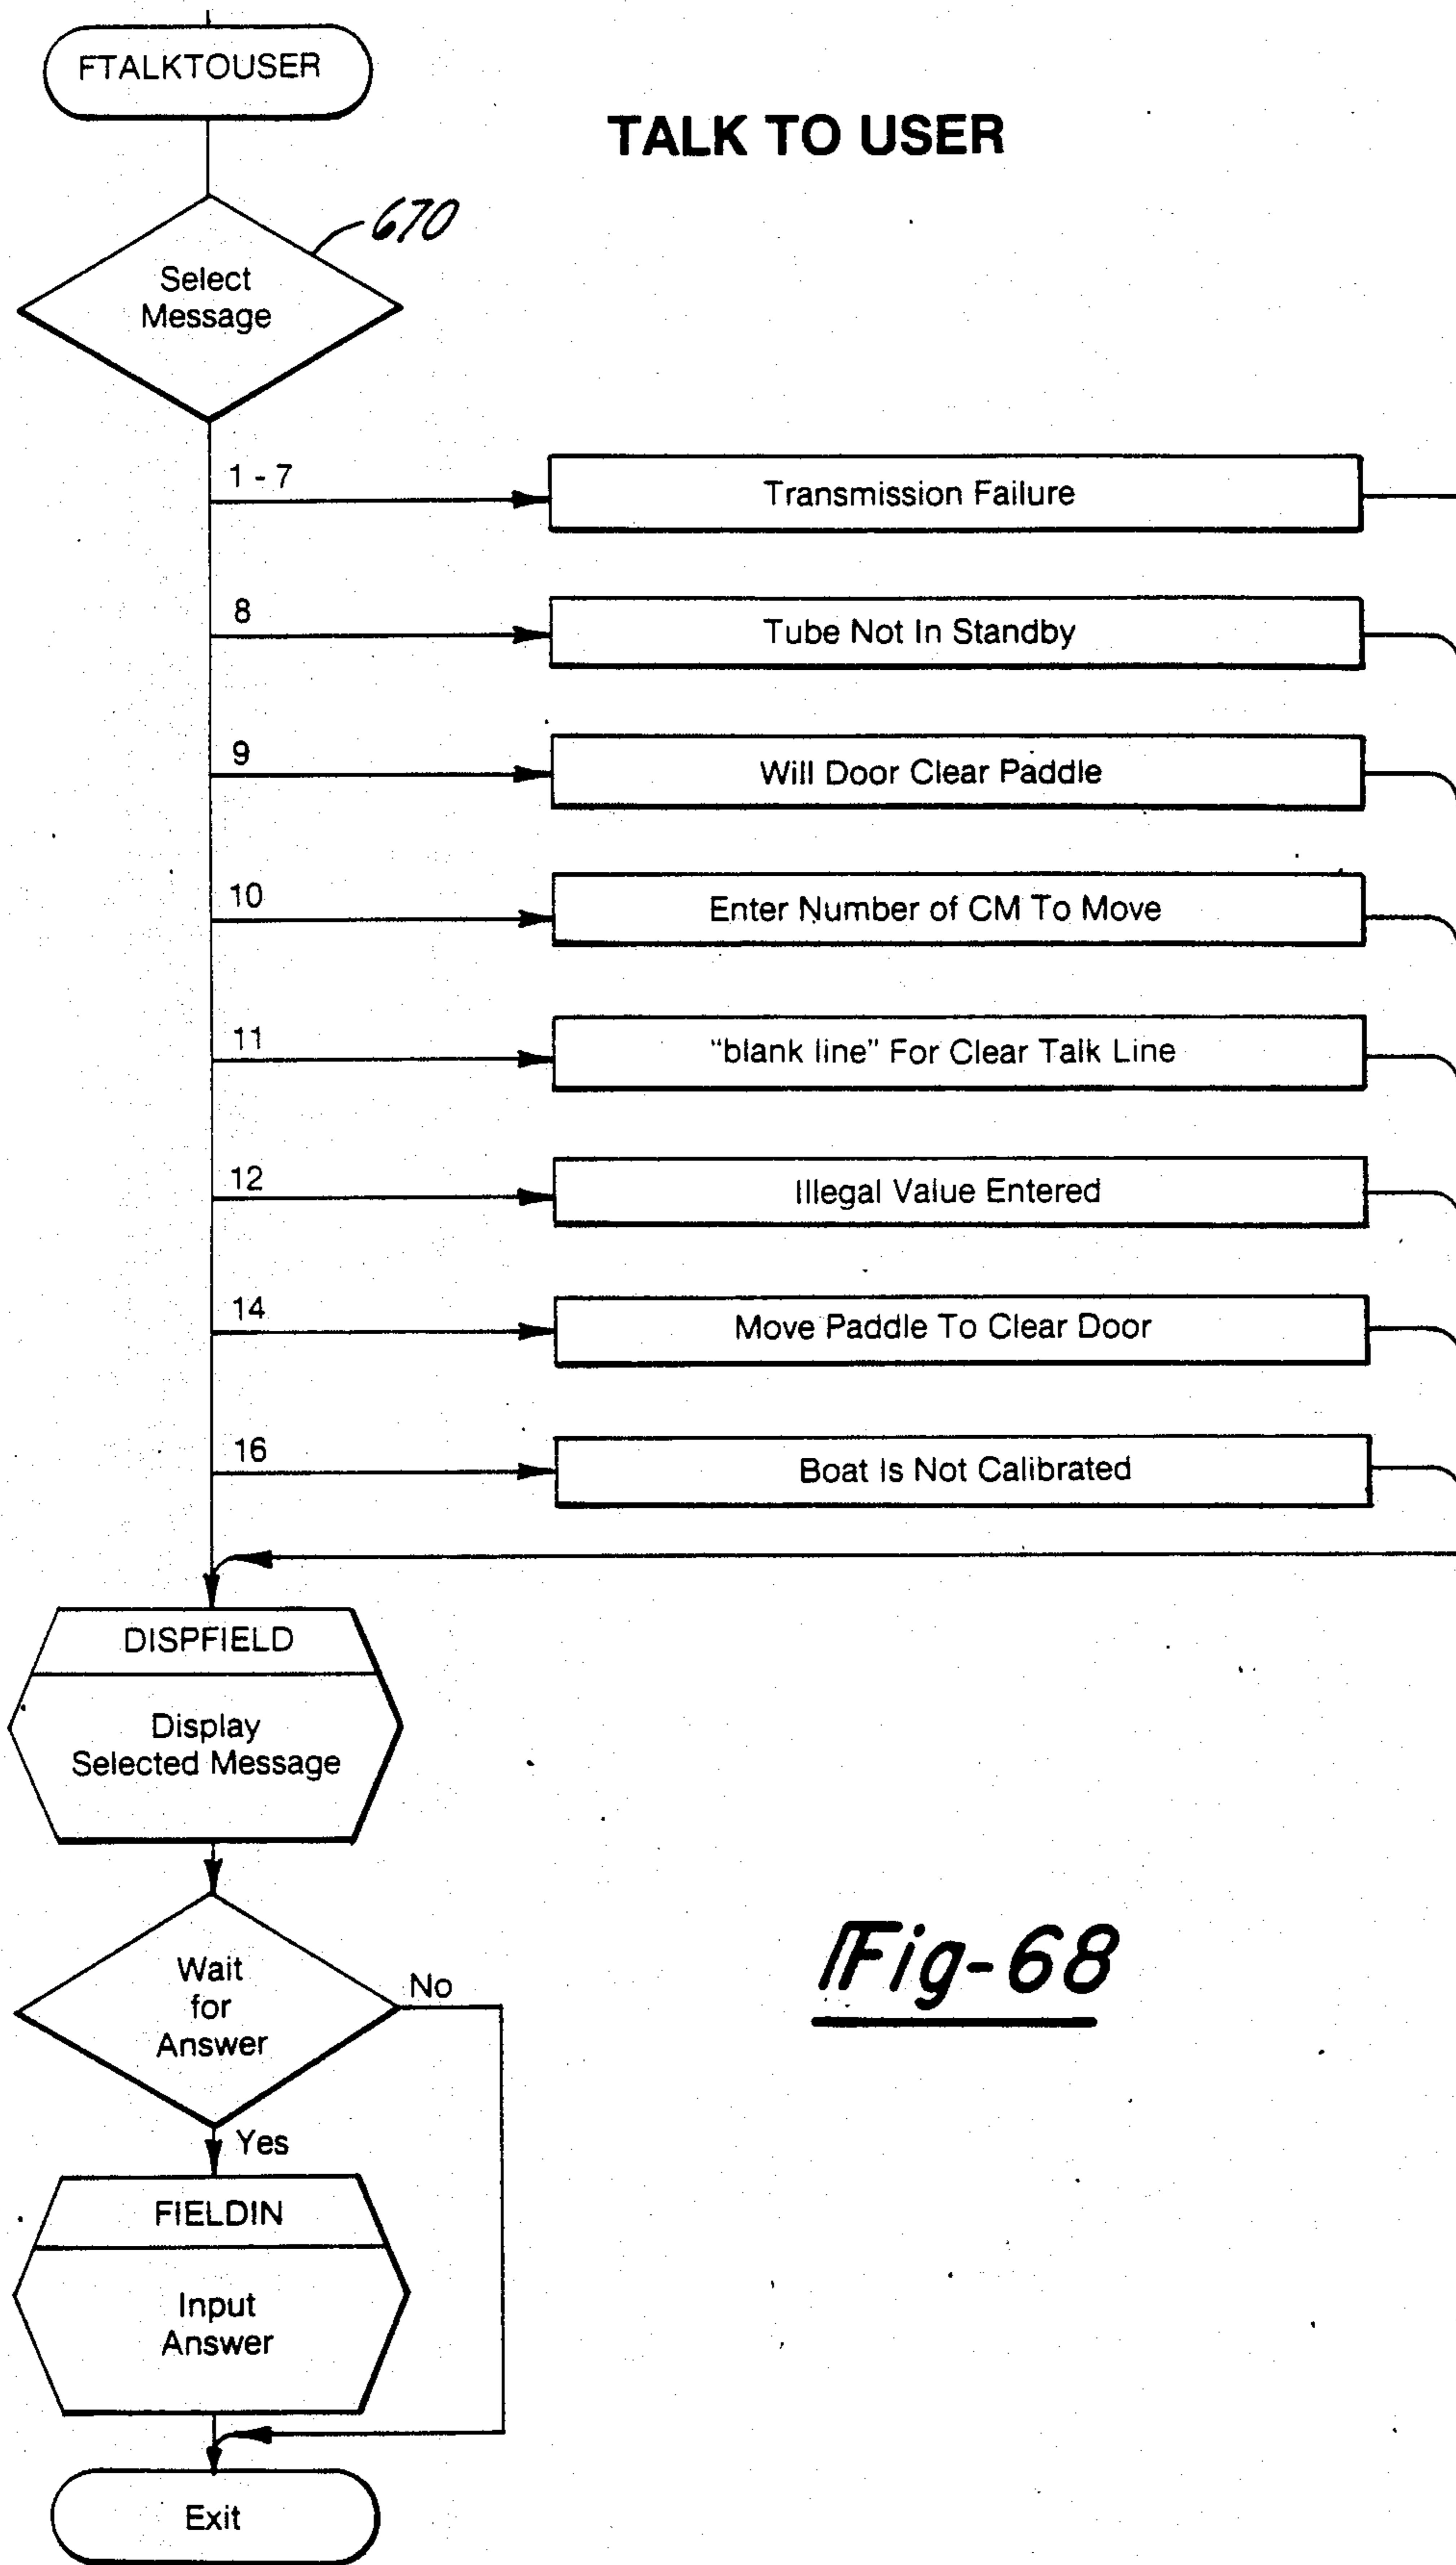 FTALKTOUSER
TALK TO USER
670
Select
Message
1 - 7
Transmission Failure
8
Tube Not In Standby
9
Will Door Clear Paddle
10
Enter Number of CM To Move
11
"blank line" For Clear Talk Line
12
Illegal Value Entered
14
Move Paddle To Clear Door
16
Boat Is Not Calibrated
DISPFIELD
Display
Selected Message
Wait
for
Answer
No
Yes
FIELDIN
Input
Answer
Exit
Fig-68